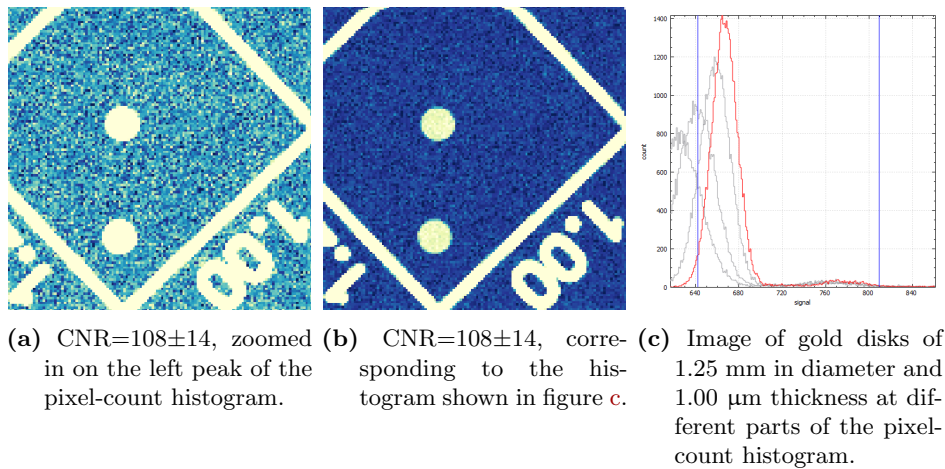 1.00
1.00
1400
1200
1000
800
600
400
200
0
count
640 680 720 760 800 840
signal
(a) CNR=108±14, zoomed
in on the left peak of the
pixel-count histogram.
(b) CNR=108±14, corre-
sponding to the his-
togram shown in figure c.
(c) Image of gold disks of
1.25 mm in diameter and
1.00 µm thickness at dif-
ferent parts of the pixel-
count histogram.